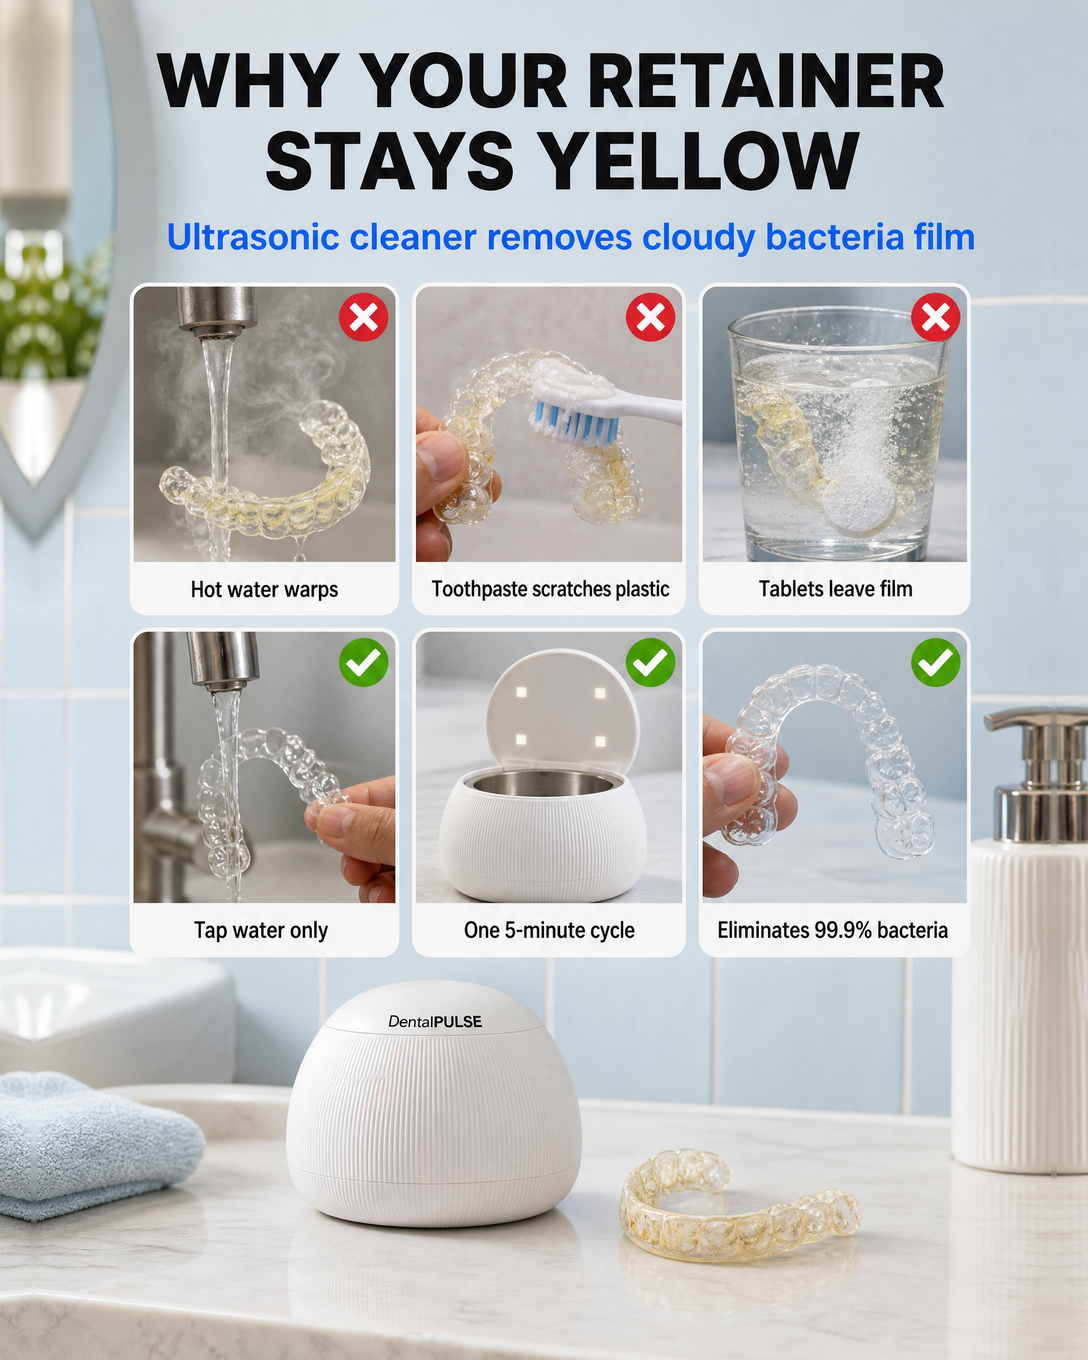 WHY YOUR RETAINER
STAYS YELLOW
Ultrasonic cleaner removes cloudy bacteria film
Hot water warps
Toothpaste scratches plastic
Tablets leave film
Tap water only
One 5-minute cycle
Eliminates 99.9% bacteria
DentalPULSE